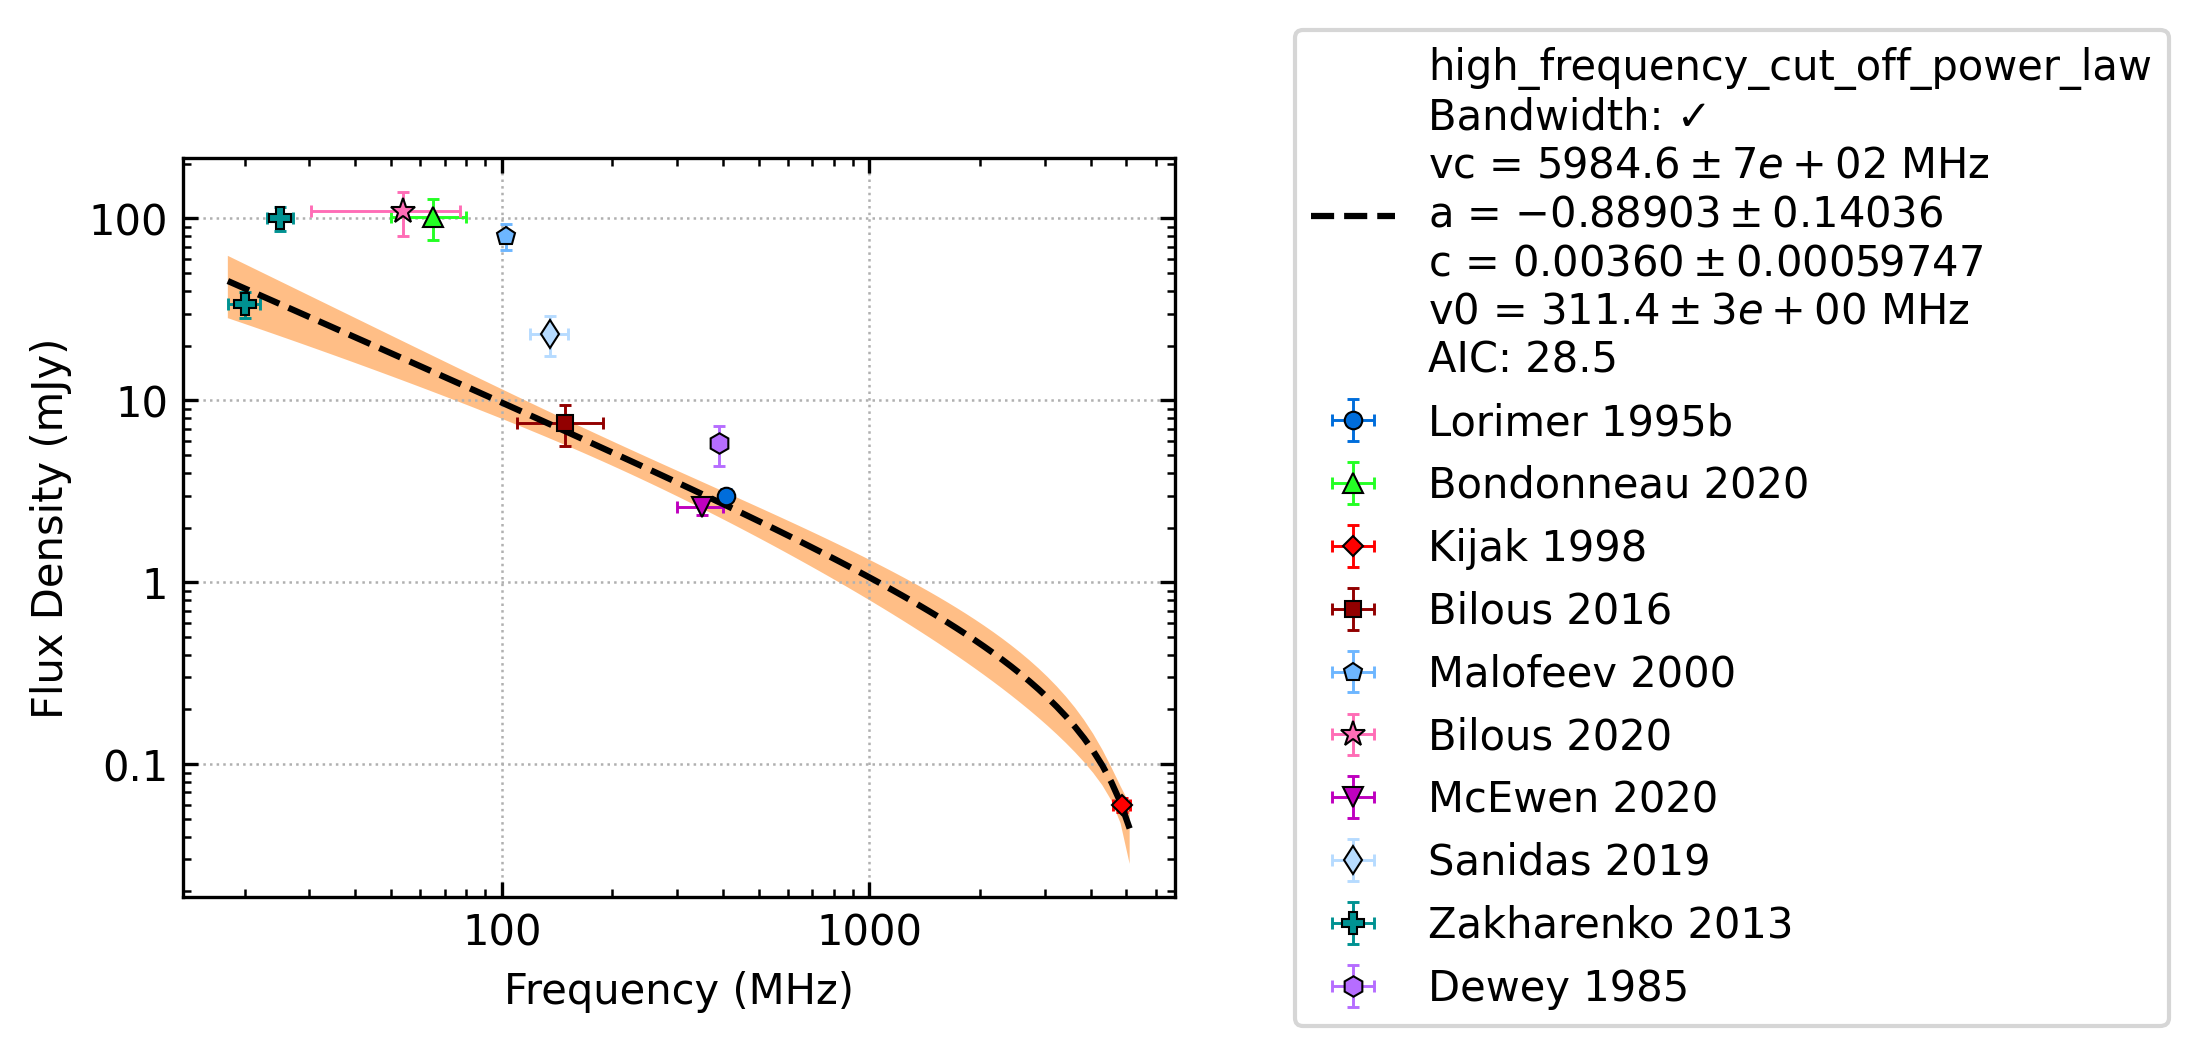 100
10
1
0.1
Flux Density (mJy)
100
1000
Frequency (MHz)
high_frequency_cut_off_power_law
Bandwidth: ✓
vc = 5984.6 ± 7e + 02 MHz
a = −0.88903 ± 0.14036
c = 0.00360 ± 0.00059747
v0 = 311.4 ± 3e + 00 MHz
AIC: 28.5
Lorimer 1995b
Bondonneau 2020
Kijak 1998
Bilous 2016
Malofeev 2000
Bilous 2020
McEwen 2020
Sanidas 2019
Zakharenko 2013
Dewey 1985